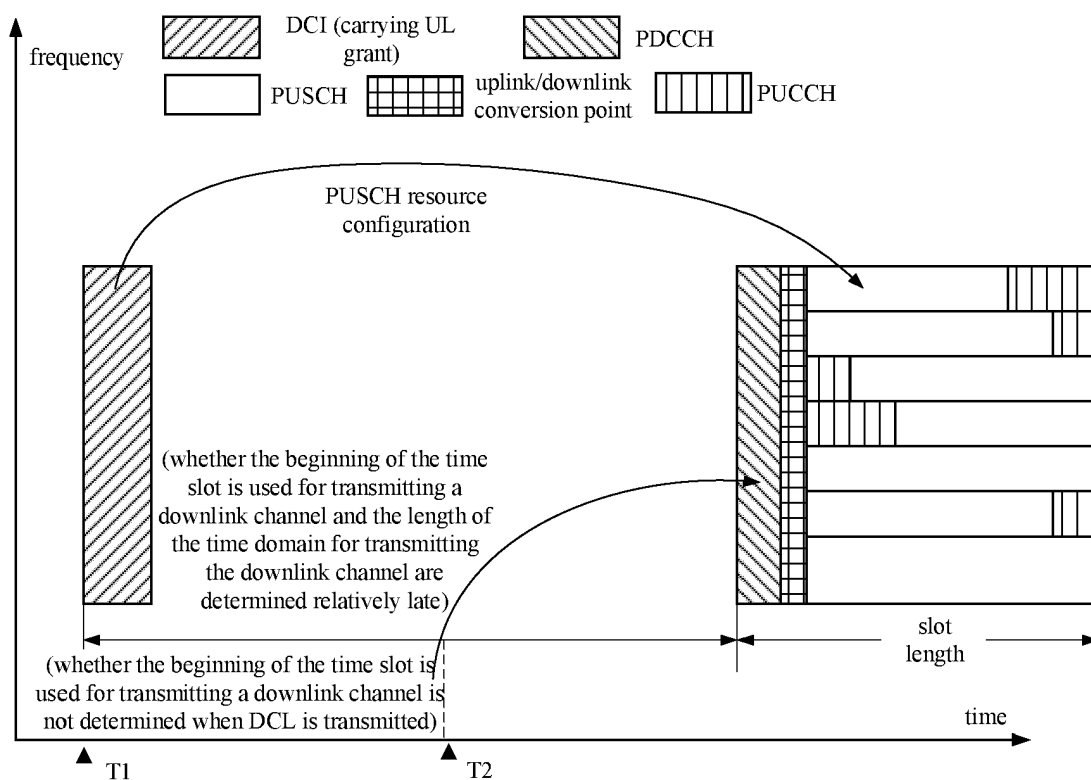 DCI (carrying UL
grant)
PDCCH
frequency
PUSCH
uplink/downlink
conversion point
PUCCH
PUSCH resource
configuration
(whether the beginning of the time
slot is used for transmitting a
downlink channel and the length of
the time domain for transmitting
the downlink channel are
determined relatively late)
slot
length
(whether the beginning of the time slot is
used for transmitting a downlink channel is
not determined when DCL is transmitted)
time
T1
T2